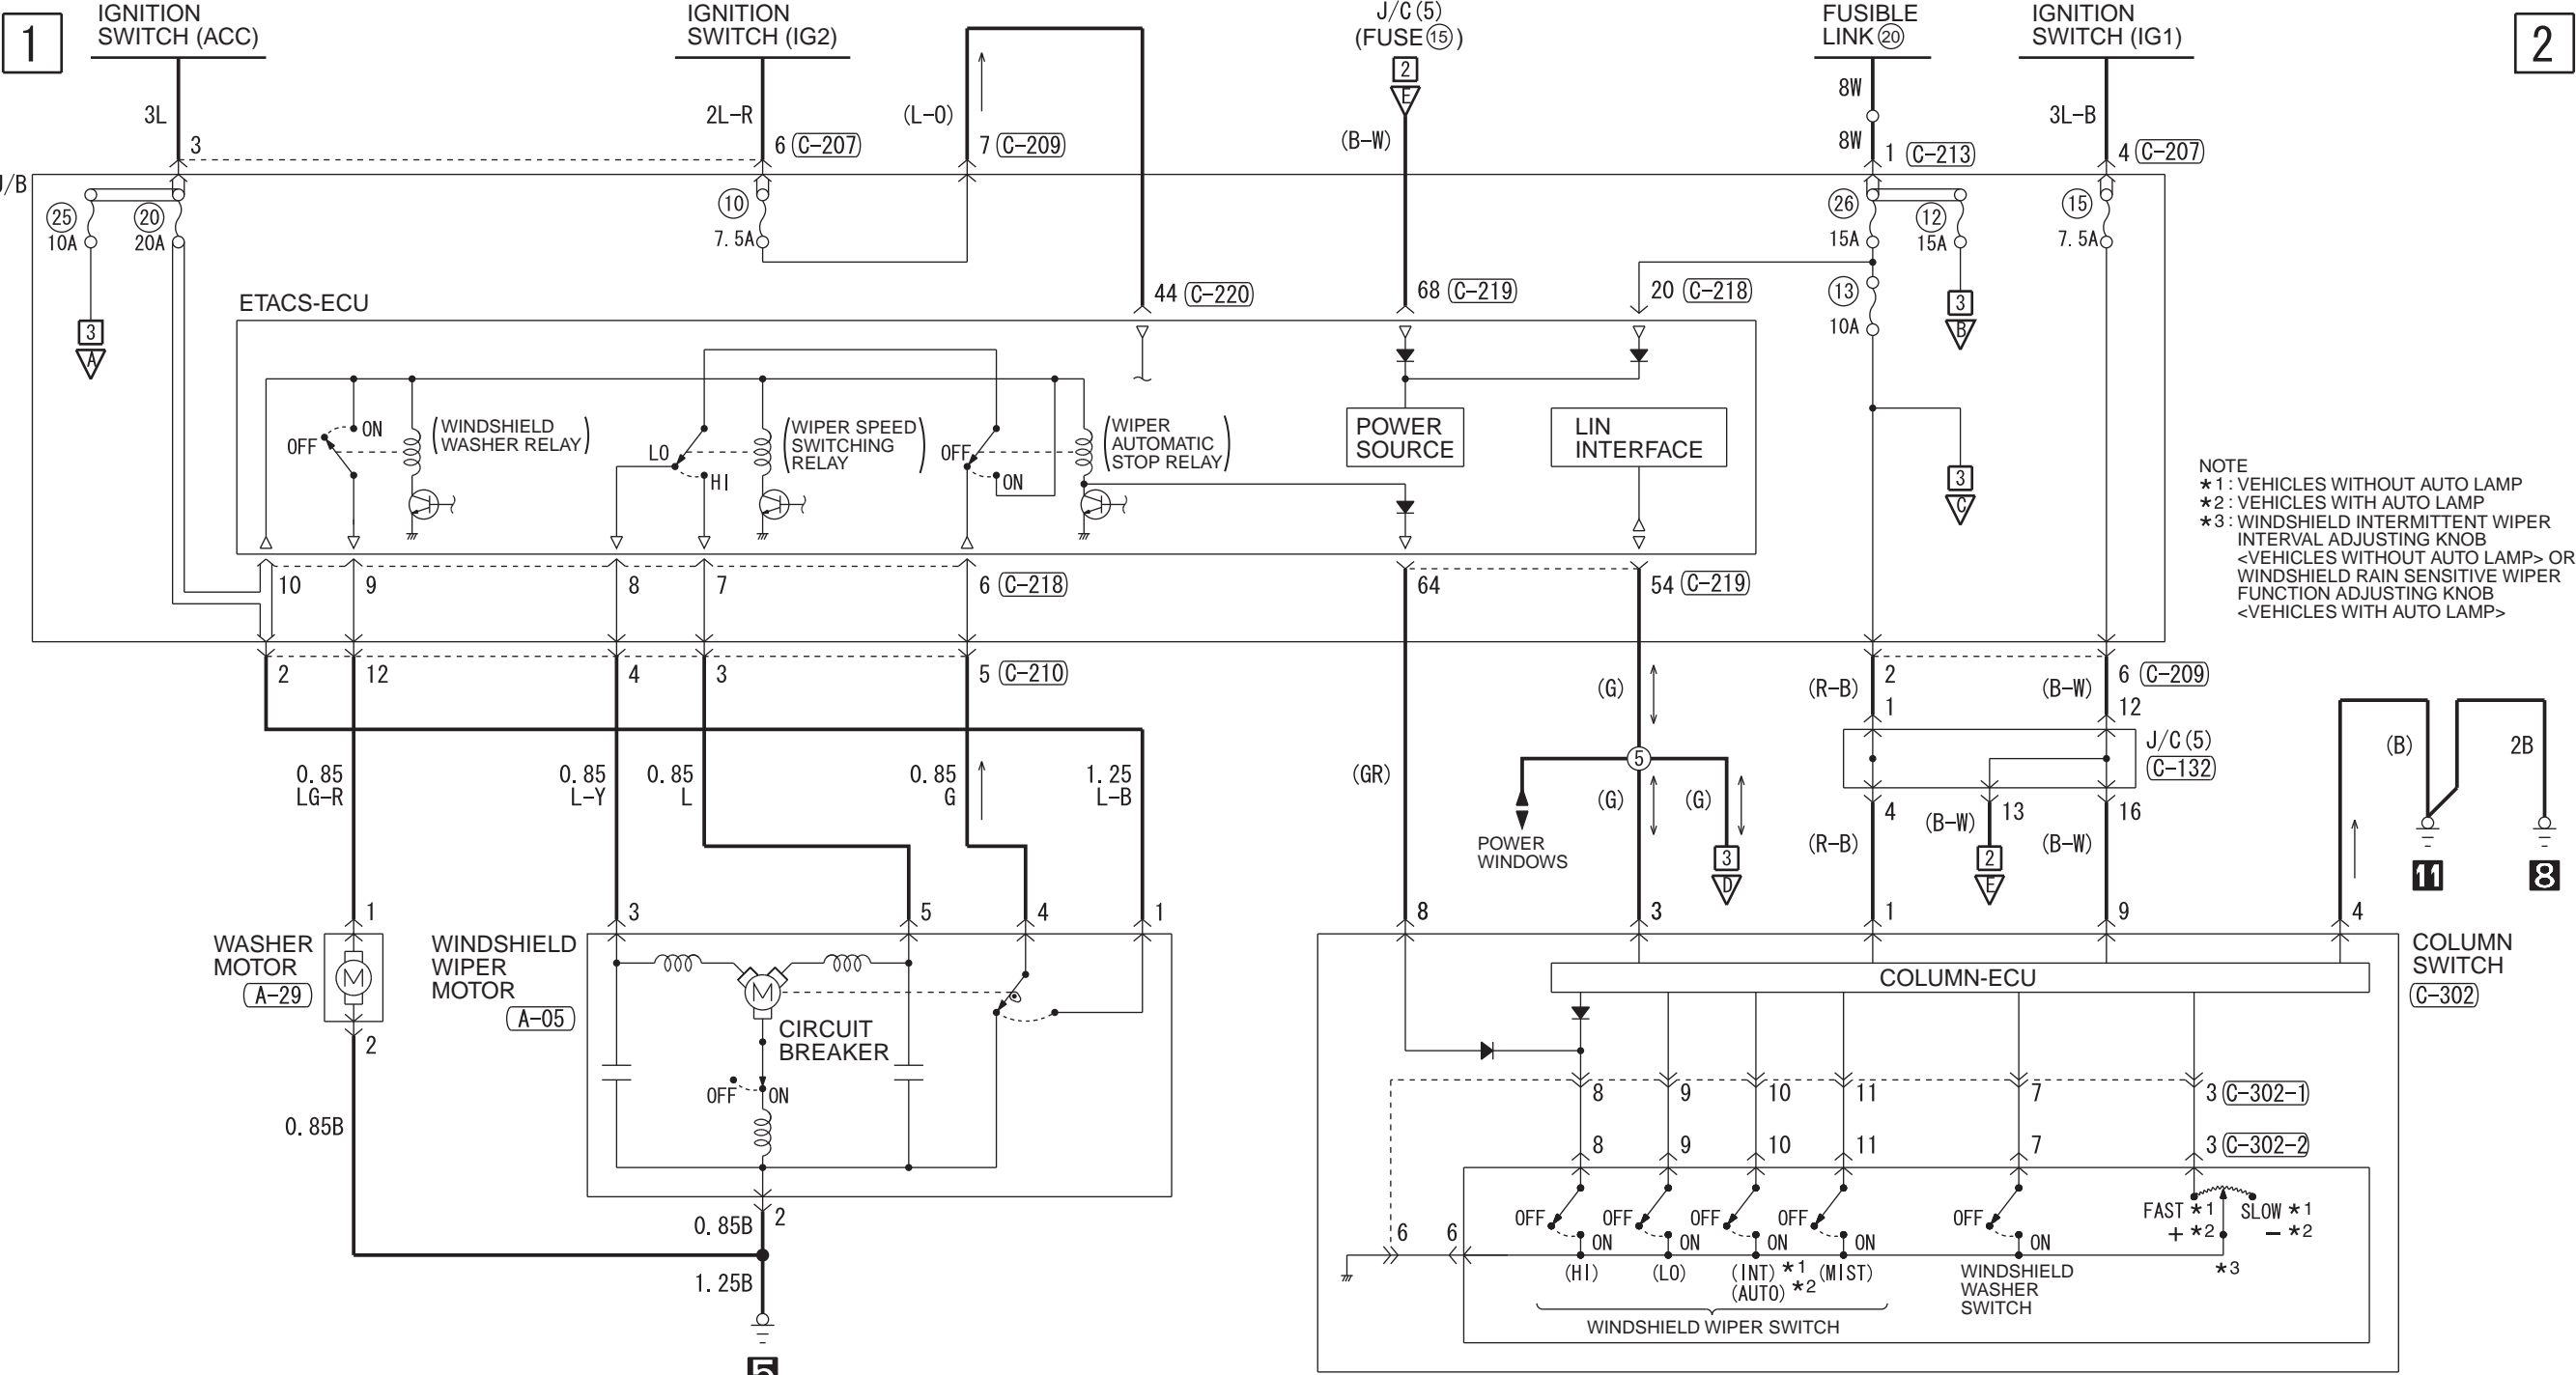 1
IGNITION
SWITCH (ACC)
IGNITION
SWITCH (IG2)
J/C (5)
(FUSE 15)
FUSIBLE
LINK 20
IGNITION
SWITCH (IG1)
2
3L
2L-R
(L-O)
2
E
(B-W)
8W
8W
3L-B
3
6 (C-207)
7 (C-209)
1 (C-213)
4 (C-207)
J/B
25
10A
20
20A
10
7.5A
26
15A
12
15A
15
7.5A
3
A
44 (C-220)
68 (C-219)
20 (C-218)
13
10A
3
B
ETACS-ECU
OFF
ON
(WINDSHIELD
WASHER RELAY)
LO
HI
(WIPER SPEED
SWITCHING
RELAY)
OFF
ON
(WIPER
AUTOMATIC
STOP RELAY)
POWER
SOURCE
LIN
INTERFACE
3
C
NOTE
*1: VEHICLES WITHOUT AUTO LAMP
*2: VEHICLES WITH AUTO LAMP
*3: WINDSHIELD INTERMITTENT WIPER
INTERVAL ADJUSTING KNOB
<VEHICLES WITHOUT AUTO LAMP> OR
WINDSHIELD RAIN SENSITIVE WIPER
FUNCTION ADJUSTING KNOB
<VEHICLES WITH AUTO LAMP>
10
9
8
7
6 (C-218)
64
54 (C-219)
2
12
4
3
5 (C-210)
2
6 (C-209)
(G)
(R-B)
(B-W)
1
12
J/C (5)
(C-132)
0.85
LG-R
0.85
L-Y
0.85
L
0.85
G
1.25
L-B
(GR)
5
(G)
(G)
POWER
WINDOWS
3
D
4
13
16
(R-B)
(B-W)
(B-W)
2
E
(B)
2B
11
8
1
3
5
4
1
8
3
1
9
4
WASHER
MOTOR
(A-29)
WINDSHIELD
WIPER
MOTOR
(A-05)
M
M
CIRCUIT
BREAKER
OFF
ON
COLUMN
SWITCH
(C-302)
COLUMN-ECU
2
0.85B
8
9
10
11
7
3 (C-302-1)
8
9
10
11
7
3 (C-302-2)
2
0.85B
1.25B
5
6
6
OFF
ON
(HI)
OFF
ON
(LO)
OFF
ON
(INT) *1
(AUTO) *2
OFF
ON
(MIST)
OFF
ON
WINDSHIELD
WASHER
SWITCH
FAST *1
+ *2
SLOW *1
- *2
*3
WINDSHIELD WIPER SWITCH